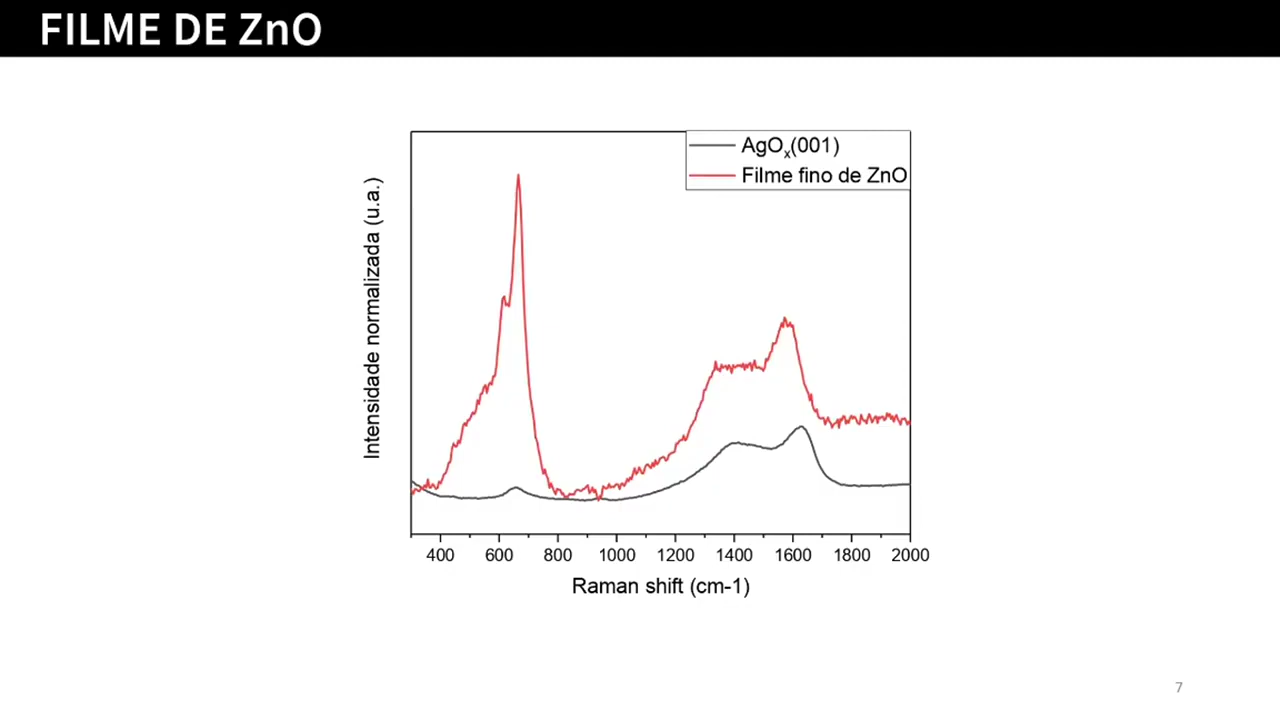 FILME DE ZnO
AgOx(001)
Filme fino de ZnO
Intensidade normalizada (u.a.)
400 600 800 1000 1200 1400 1600 1800 2000
Raman shift (cm-1)
7